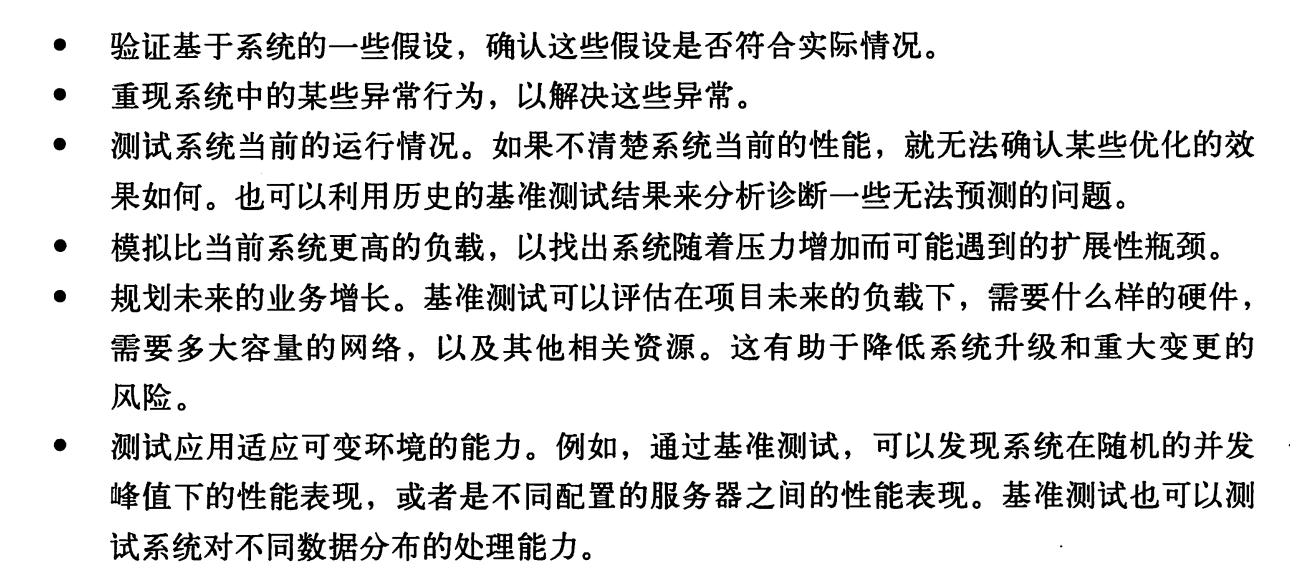 • 验证基于系统的一些假设，确认这些假设是否符合实际情况。
• 重现系统中的某些异常行为，以解决这些异常。
• 测试系统当前的运行情况。如果不清楚系统当前的性能，就无法确认某些优化的效
果如何。也可以利用历史的基准测试结果来分析诊断一些无法预测的问题。
• 模拟比当前系统更高的负载，以找出系统随着压力增加而可能遇到的扩展性瓶颈。
• 规划未来的业务增长。基准测试可以评估在项目未来的负载下，需要什么样的硬件，
需要多大容量的网络，以及其他相关资源。这有助于降低系统升级和重大变更的
风险。
• 测试应用适应可变环境的能力。例如，通过基准测试，可以发现系统在随机的并发
峰值下的性能表现，或者是不同配置的服务器之间的性能表现。基准测试也可以测
试系统对不同数据分布的处理能力。